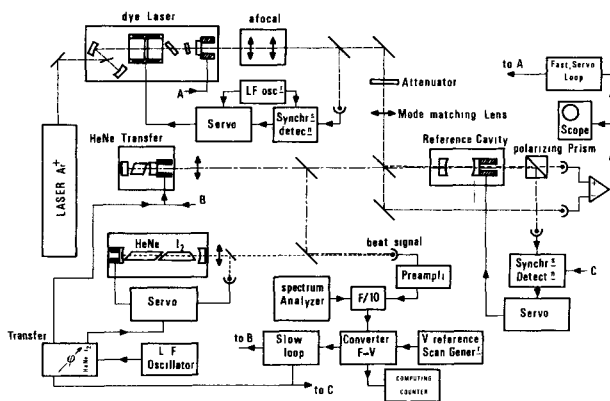 dye Laser
afocal
to A
Fast, Servo
Loop
A
LF osc r
Attenuator
Servo
Synchr s
detec n
Mode matching Lens
Scope
HeNe Transfer
Reference Cavity
polarizing Prism
LASER Ar+
B
+
−
HeNe
I2
beat signal
Preampli
Synchr s
Detect n
C
spectrum
Analyzer
F/10
Servo
Servo
Transfer
φ
HeNe I2
L F
Oscillator
to B
Slow
loop
Converter
F→V
V reference
Scan Gener r
to C
COMPUTING
COUNTER